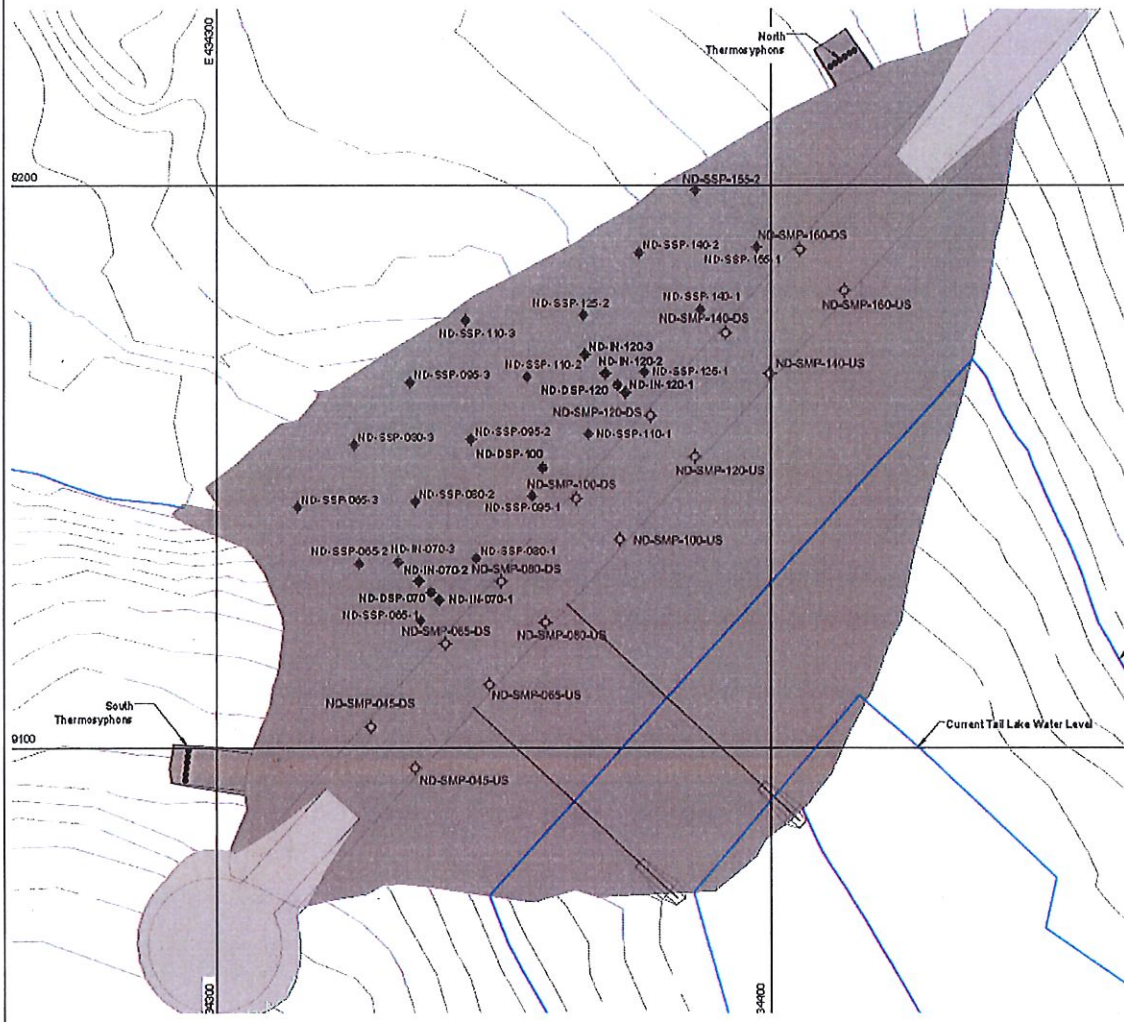 E 434300
North
Thermosyphons
9200
ND-SSP-155-2
ND-SMP-160-DS
ND-SSP-140-2
ND-SSP-155-1
ND-SMP-160-US
ND-SSP-125-2
ND-SSP-140-1
ND-SMP-140-DS
ND-SSP-110-3
ND-IN-120-3
ND-IN-120-2
ND-SSP-110-2
ND-SSP-125-1
ND-SMP-140-US
ND-SSP-095-3
ND-DSP-120
ND-IN-120-1
ND-SMP-120-DS
ND-SSP-110-1
ND-SSP-080-3
ND-SSP-095-2
ND-DSP-100
ND-SMP-120-US
ND-SMP-100-DS
ND-SSP-065-3
ND-SSP-080-2
ND-SSP-095-1
ND-SMP-100-US
ND-SSP-065-2
ND-IN-070-3
ND-SSP-080-1
ND-IN-070-2
ND-SMP-080-DS
ND-DSP-070
ND-IN-070-1
ND-SSP-065-1
ND-SMP-065-DS
ND-SMP-080-US
ND-SMP-065-US
ND-SMP-045-DS
South
Thermosyphons
Current Tail Lake Water Level
9100
ND-SMP-045-US
34300
34400